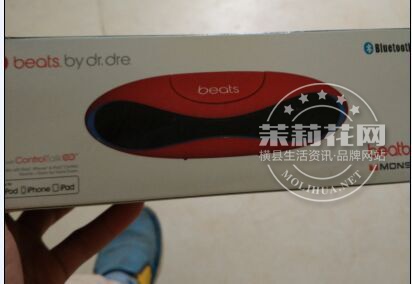 beats by dr. dre
Bluetooth
beats
茉莉花网
横县生活资讯·品牌网站
MOLIHUA.NET
ControlTalk
beatb
MONS
iPod iPhone iPad